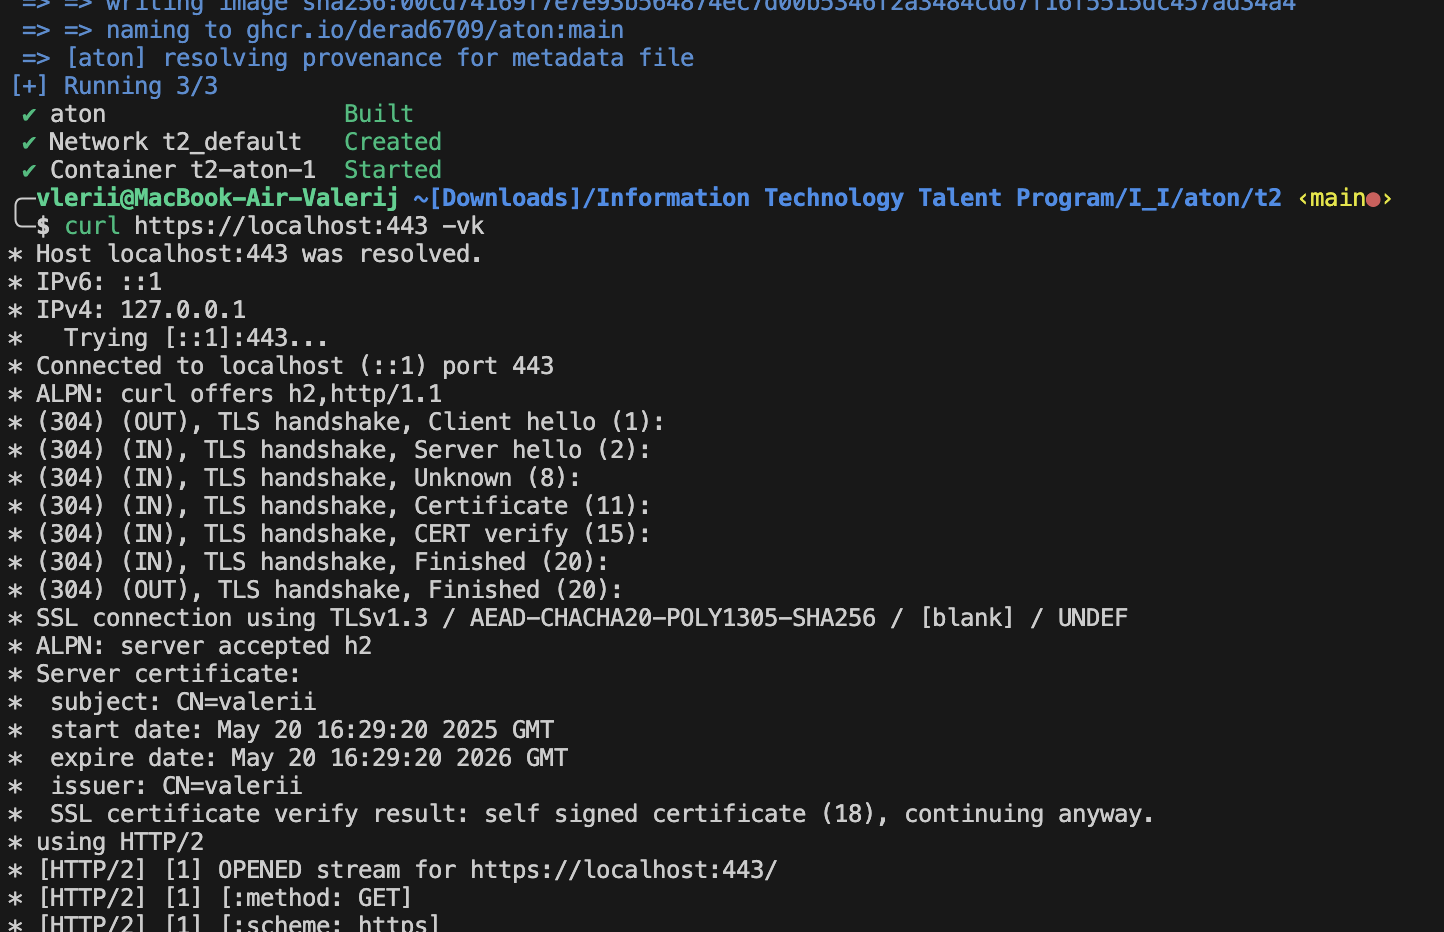 => => writing image sha256:00cd74169f7e7e93b564874ec7d00b5346f2a3484cd67f16f5515dc457ad34a4
=> => naming to ghcr.io/derad6709/aton:main
=> [aton] resolving provenance for metadata file
[+] Running 3/3
✔ aton Built
✔ Network t2_default Created
✔ Container t2-aton-1 Started
vlerii@MacBook-Air-Valerij ~[Downloads]/Information Technology Talent Program/I_I/aton/t2 ‹main●›
$ curl https://localhost:443 -vk
* Host localhost:443 was resolved.
* IPv6: ::1
* IPv4: 127.0.0.1
*   Trying [::1]:443...
* Connected to localhost (::1) port 443
* ALPN: curl offers h2,http/1.1
* (304) (OUT), TLS handshake, Client hello (1):
* (304) (IN), TLS handshake, Server hello (2):
* (304) (IN), TLS handshake, Unknown (8):
* (304) (IN), TLS handshake, Certificate (11):
* (304) (IN), TLS handshake, CERT verify (15):
* (304) (IN), TLS handshake, Finished (20):
* (304) (OUT), TLS handshake, Finished (20):
* SSL connection using TLSv1.3 / AEAD-CHACHA20-POLY1305-SHA256 / [blank] / UNDEF
* ALPN: server accepted h2
* Server certificate:
*  subject: CN=valerii
*  start date: May 20 16:29:20 2025 GMT
*  expire date: May 20 16:29:20 2026 GMT
*  issuer: CN=valerii
*  SSL certificate verify result: self signed certificate (18), continuing anyway.
* using HTTP/2
* [HTTP/2] [1] OPENED stream for https://localhost:443/
* [HTTP/2] [1] [:method: GET]
* [HTTP/2] [1] [:scheme: https]